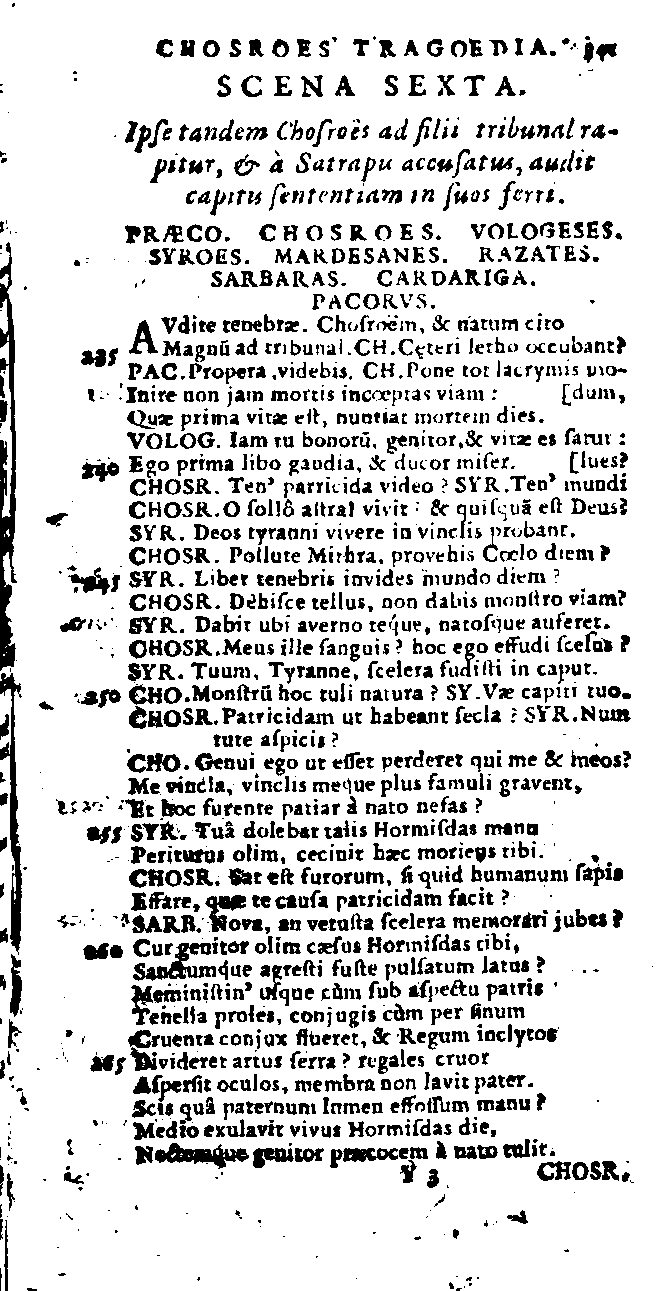 CHOSROES TRAGOEDIA.
SCENA SEXTA.
Ipſe tandem Choſroës ad filii tribunal ra-
pitur, & à Satrapis accuſatus, audit
capitis ſententiam in ſuos ferri.
PRÆCO. CHOSROES. VOLOGESES.
SYROES. MARDESANES. RAZATES.
SARBARAS. CARDARIGA.
PACORVS.
AVdite tenebræ. Choſroëm, & natum cito
235 Magnũ ad tribunal. CH. Cęteri letho occubant?
PAC. Propera, videbis. CH. Pone tot lacrymis mo-
Inire non jam mortis incœptas viam: [dum,
Quæ prima vitæ eſt, nuntiat mortem dies.
VOLOG. Iam tu bonorũ, genitor, & vitæ es ſatur:
240 Ego prima libo gaudia, & ducor miſer. [lues?
CHOSR. Ten' parricida video? SYR. Ten' mundi
CHOSR. O ſollô aſtra! vivit: & quiſquã eſt Deus?
SYR. Deos tyranni vivere in vinclis probant.
CHOSR. Pollute Mithra, provehis Cœlo diem?
245 SYR. Liber tenebris invides mundo diem?
CHOSR. Dehiſce tellus, non dabis monſtro viam?
SYR. Dabit ubi averno teque, natoſque auferet.
CHOSR. Meus ille ſanguis? hoc ego effudi ſcelus?
SYR. Tuum, Tyranne, ſcelera fudiſti in caput.
250 CHO. Monſtrũ hoc tuli natura? SY. Væ capiti tuo.
CHOSR. Patricidam ut habeant ſecla? SYR. Num
tute aſpicis?
CHO. Genui ego ut eſſet perderet qui me & meos?
Me vincla, vinclis meque plus famuli gravent,
Et hoc furente patiar à nato nefas?
255 SYR. Tuâ dolebat talis Hormiſdas manu
Periturus olim, cecinit hæc moriens tibi.
CHOSR. Sat eſt furorum, ſi quid humanum ſapis
Effare, quæ te cauſa patricidam facit?
SARB. Nova, an vetuſta ſcelera memorari jubes?
260 Cur genitor olim cæſus Hormiſdas tibi,
Sanctumque agreſti fuſte pulſatum latus?
Meminiſtin' uſque cùm ſub aſpectu patris
Tenella proles, conjugis cùm per ſinum
Cruenta conjux flueret, & Regum inclytos
265 Divideret artus ferra? regales cruor
Aſperſit oculos, membra non lavit pater.
Scis quâ paternum lnmen effoſſum manu?
Medio exulavit vivus Hormiſdas die,
Noctemque genitor præcocem à nato tulit.
Y 3 CHOSR.